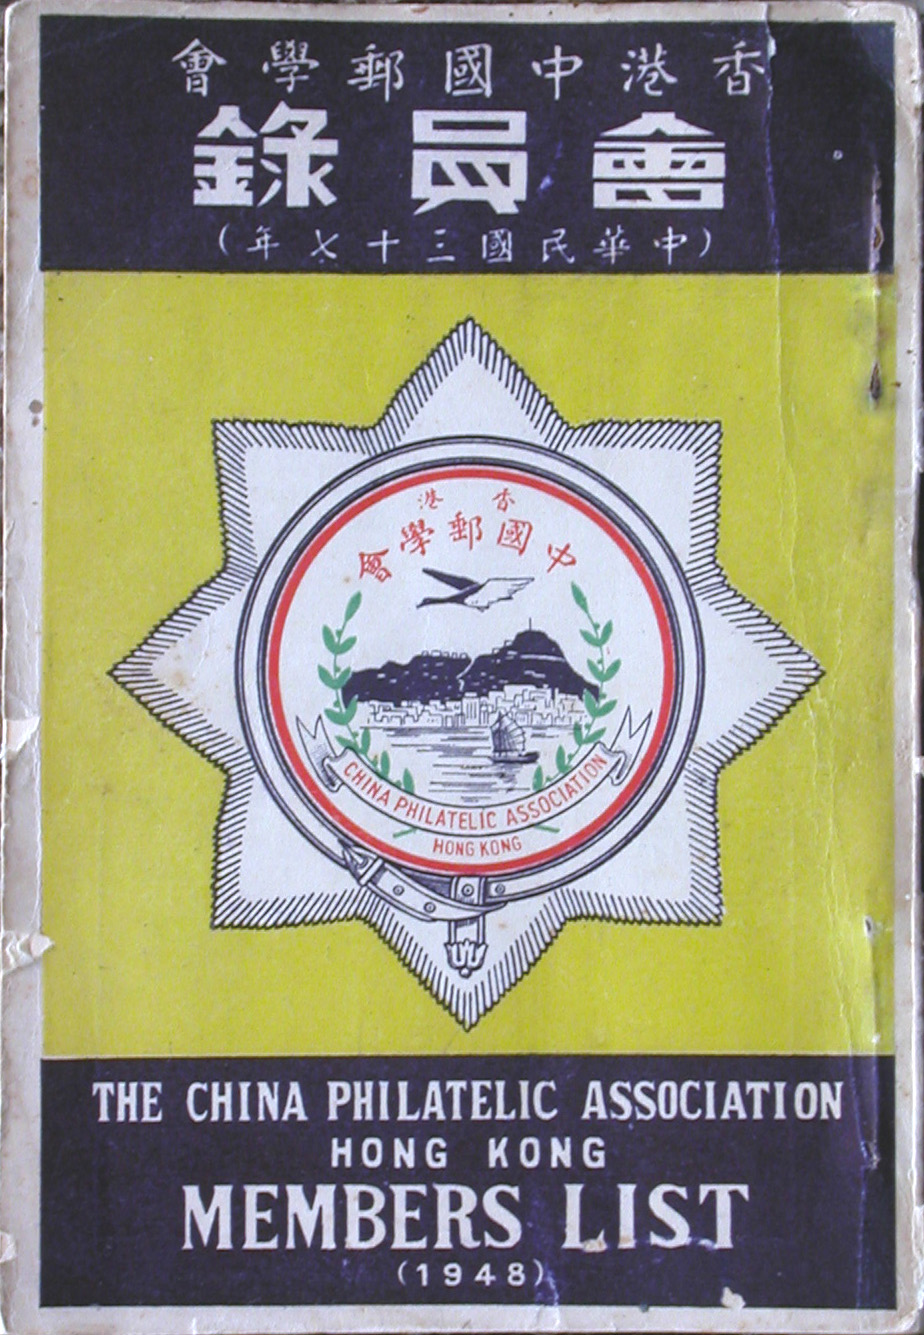 香港中國郵學會
會員錄
(中華民國三十七年)
香港
中國郵學會
CHINA PHILATELIC ASSOCIATION
HONG KONG
THE CHINA PHILATELIC ASSOCIATION
HONG KONG
MEMBERS LIST
(1948)